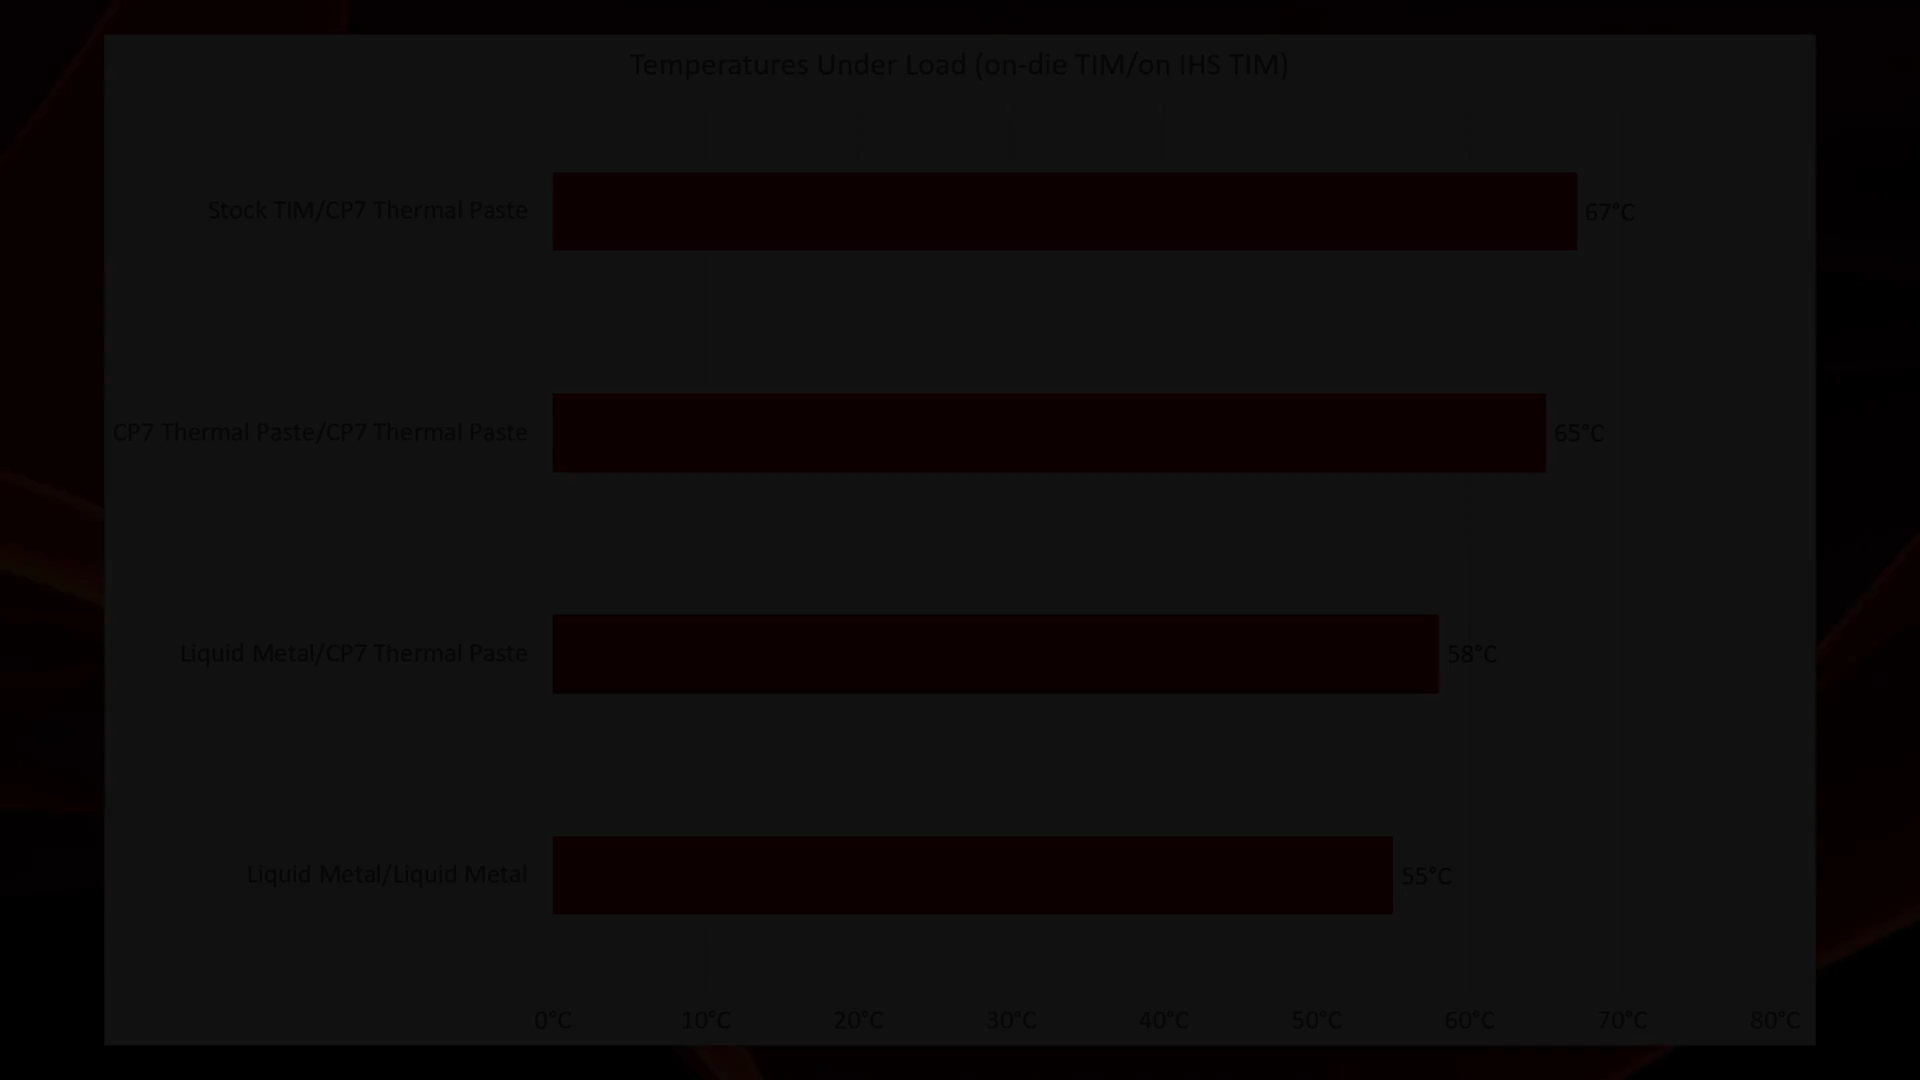 Temperatures Under Load (on-die TIM/on IHS TIM)
Stock TIM/CP7 Thermal Paste
67°C
CP7 Thermal Paste/CP7 Thermal Paste
65°C
Liquid Metal/CP7 Thermal Paste
58°C
Liquid Metal/Liquid Metal
55°C
0°C 10°C 20°C 30°C 40°C 50°C 60°C 70°C 80°C